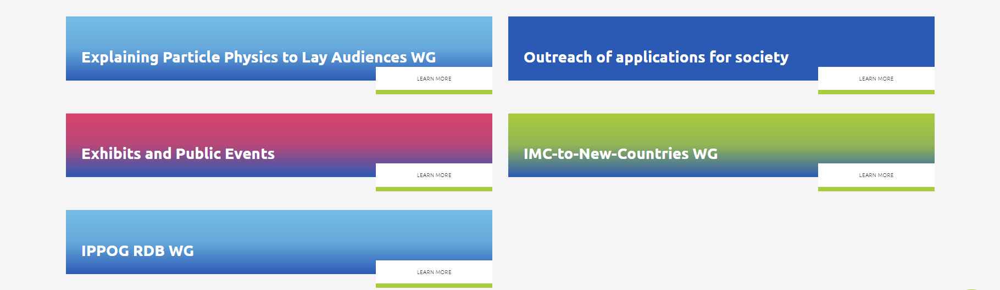 Explaining Particle Physics to Lay Audiences WG
LEARN MORE
Outreach of applications for society
LEARN MORE
Exhibits and Public Events
LEARN MORE
IMC-to-New-Countries WG
LEARN MORE
IPPOG RDB WG
LEARN MORE